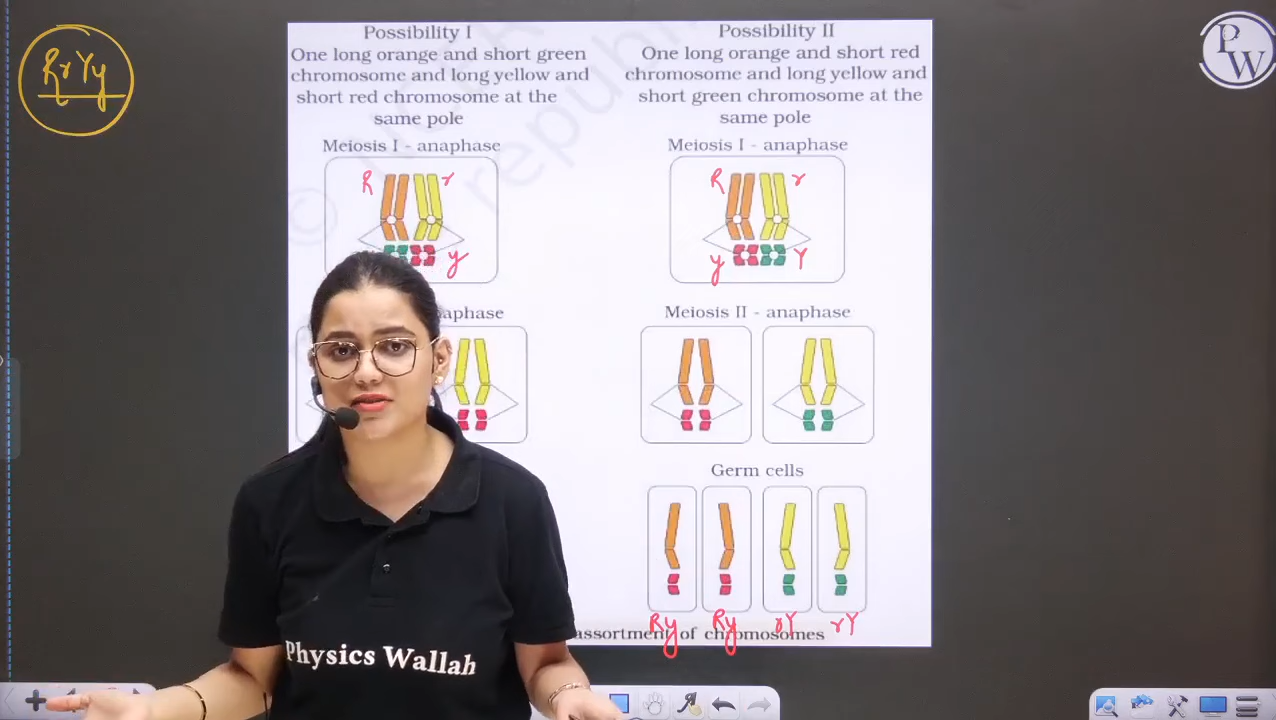 RrYy
Possibility I
One long orange and short green
chromosome and long yellow and
short red chromosome at the
same pole
Meiosis I - anaphase
R r
y
aphase
Possibility II
One long orange and short red
chromosome and long yellow and
short green chromosome at the
same pole
Meiosis I - anaphase
R r
y Y
Meiosis II - anaphase
Germ cells
Ry Ry rY rY
assortment of chromosomes
PW
Physics Wallah